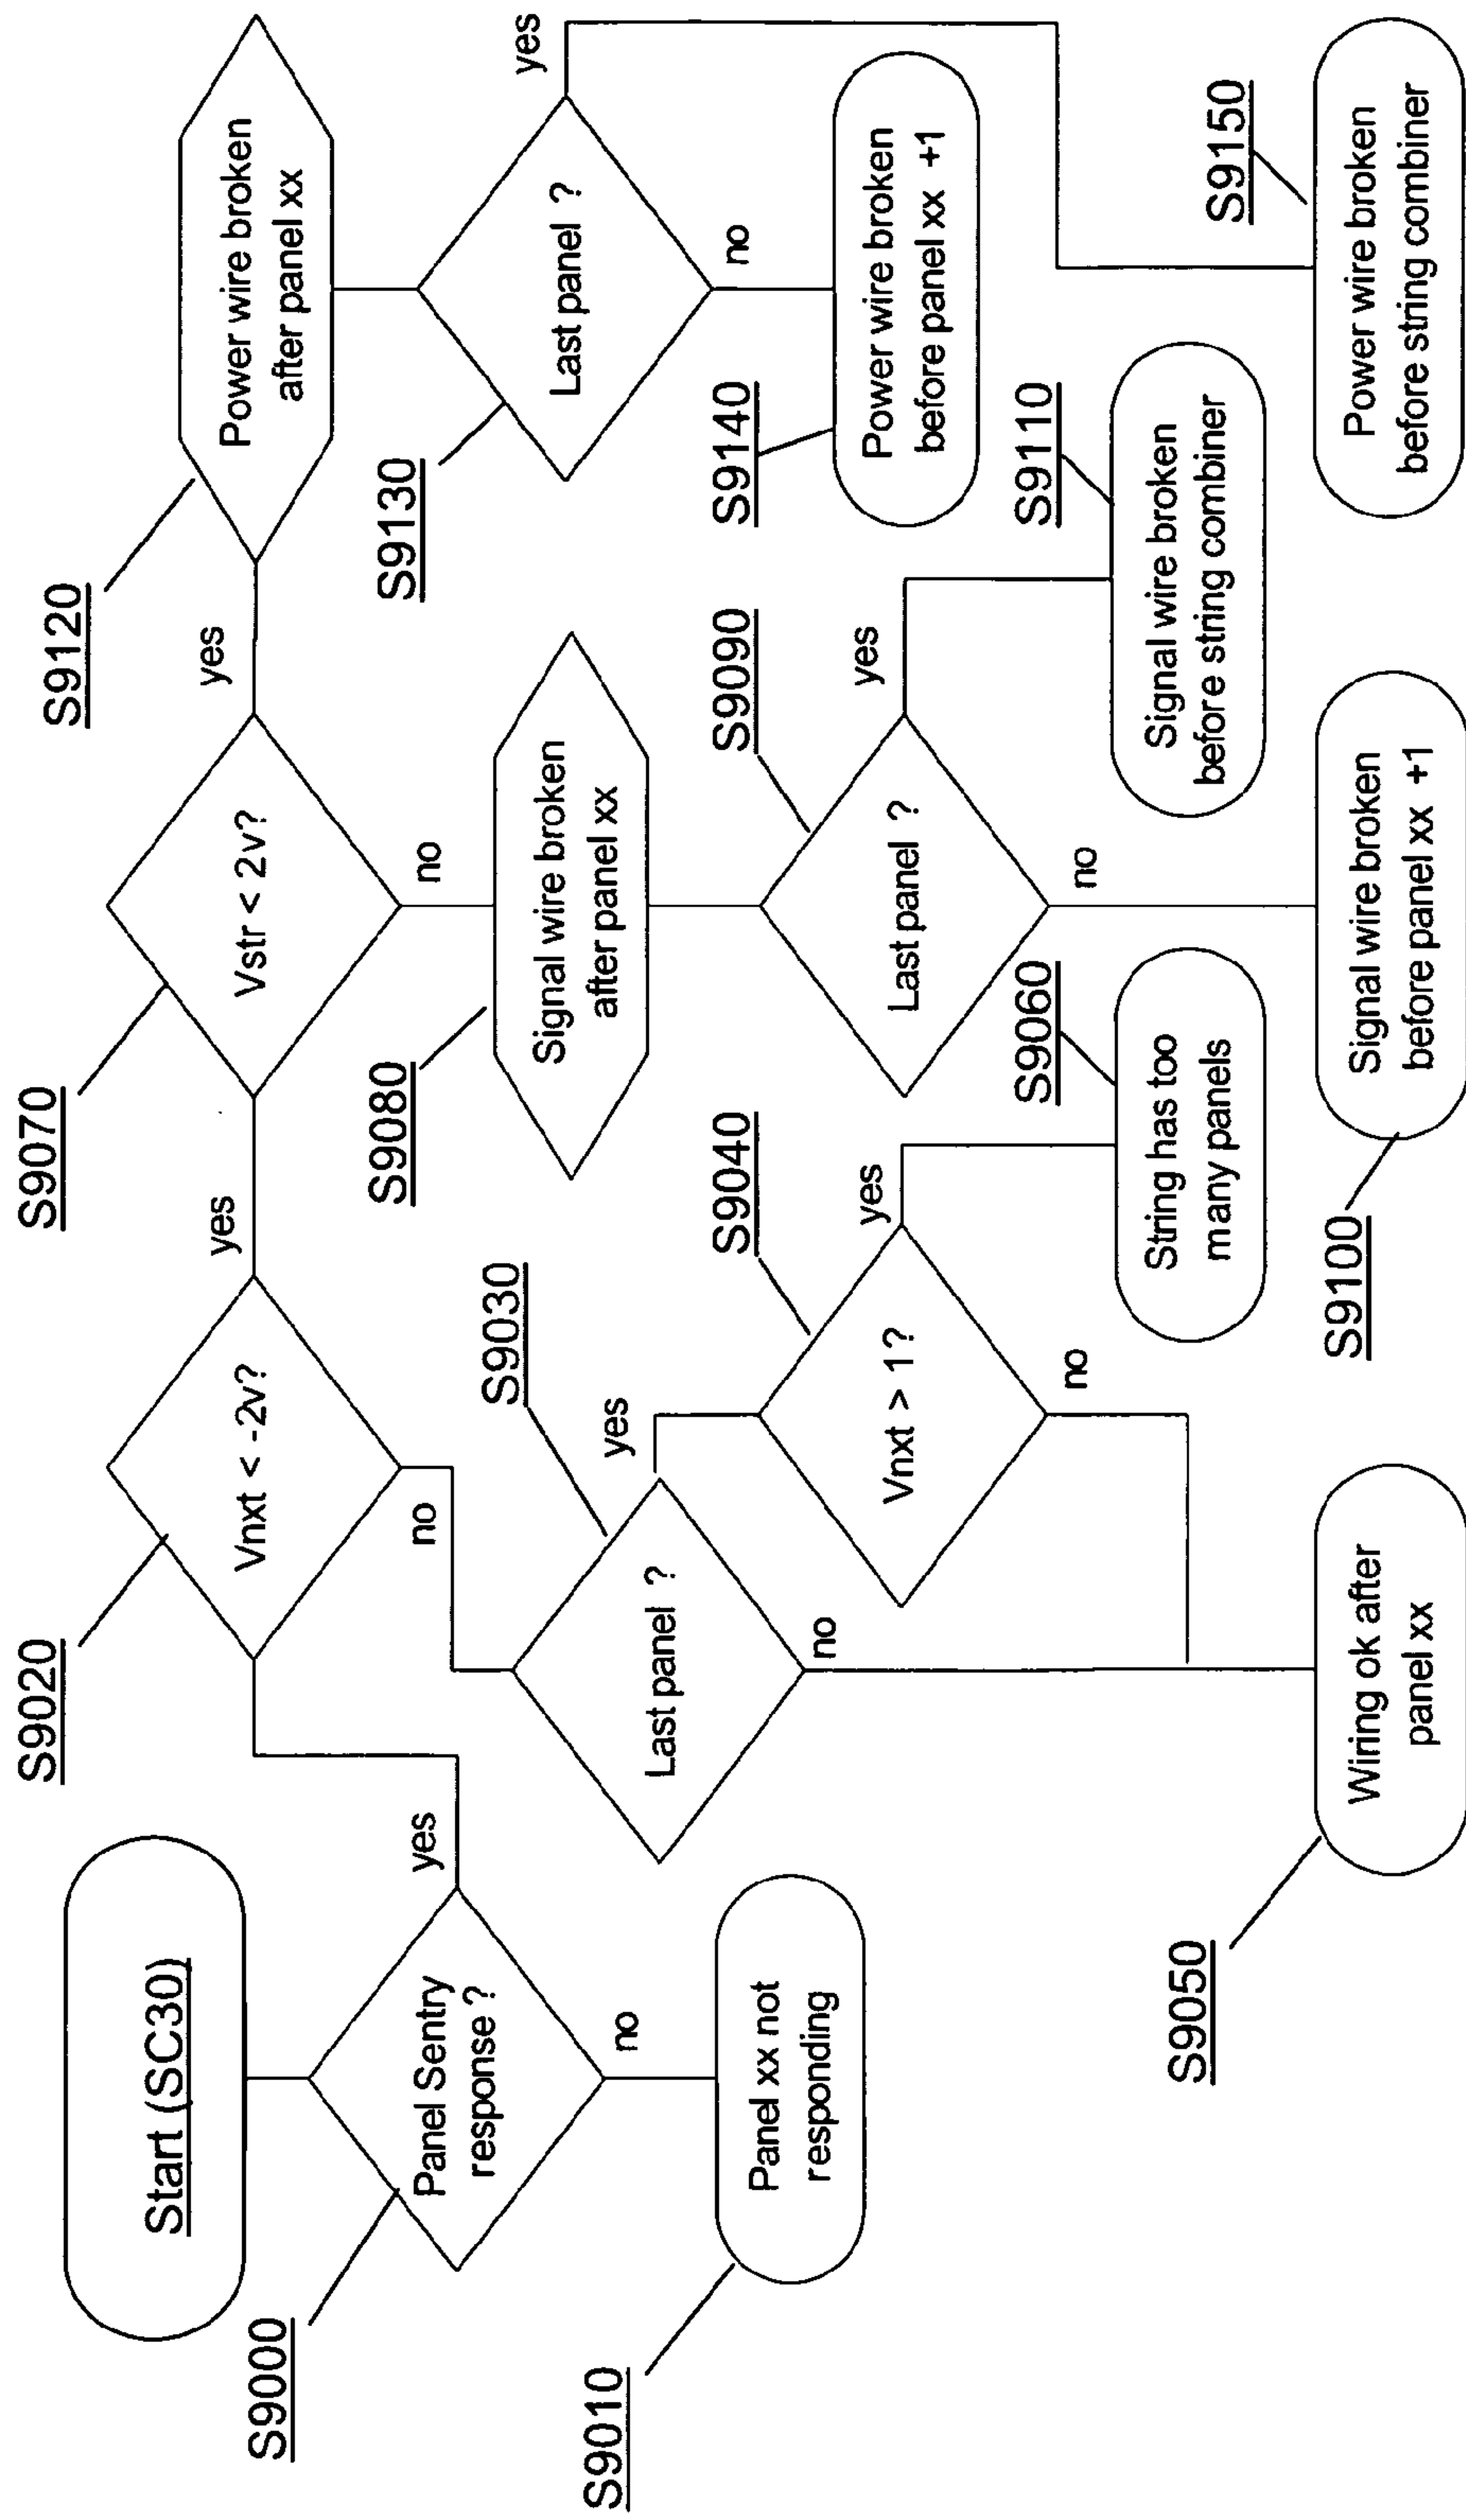 Start (SC30)
S9000
Panel Sentry
response ?
yes
no
S9010
Panel xx not
responding
S9020
Vnxt < -2v?
yes
no
S9030
Last panel ?
yes
no
S9040
Vnxt > 1?
yes
no
S9050
Wiring ok after
panel xx
S9060
String has too
many panels
S9070
Vstr < 2v?
yes
no
S9080
Signal wire broken
after panel xx
S9090
Last panel ?
yes
no
S9100
Signal wire broken
before panel xx +1
S9110
Signal wire broken
before string combiner
S9120
Power wire broken
after panel xx
S9130
Last panel ?
yes
no
S9140
Power wire broken
before panel xx +1
S9150
Power wire broken
before string combiner